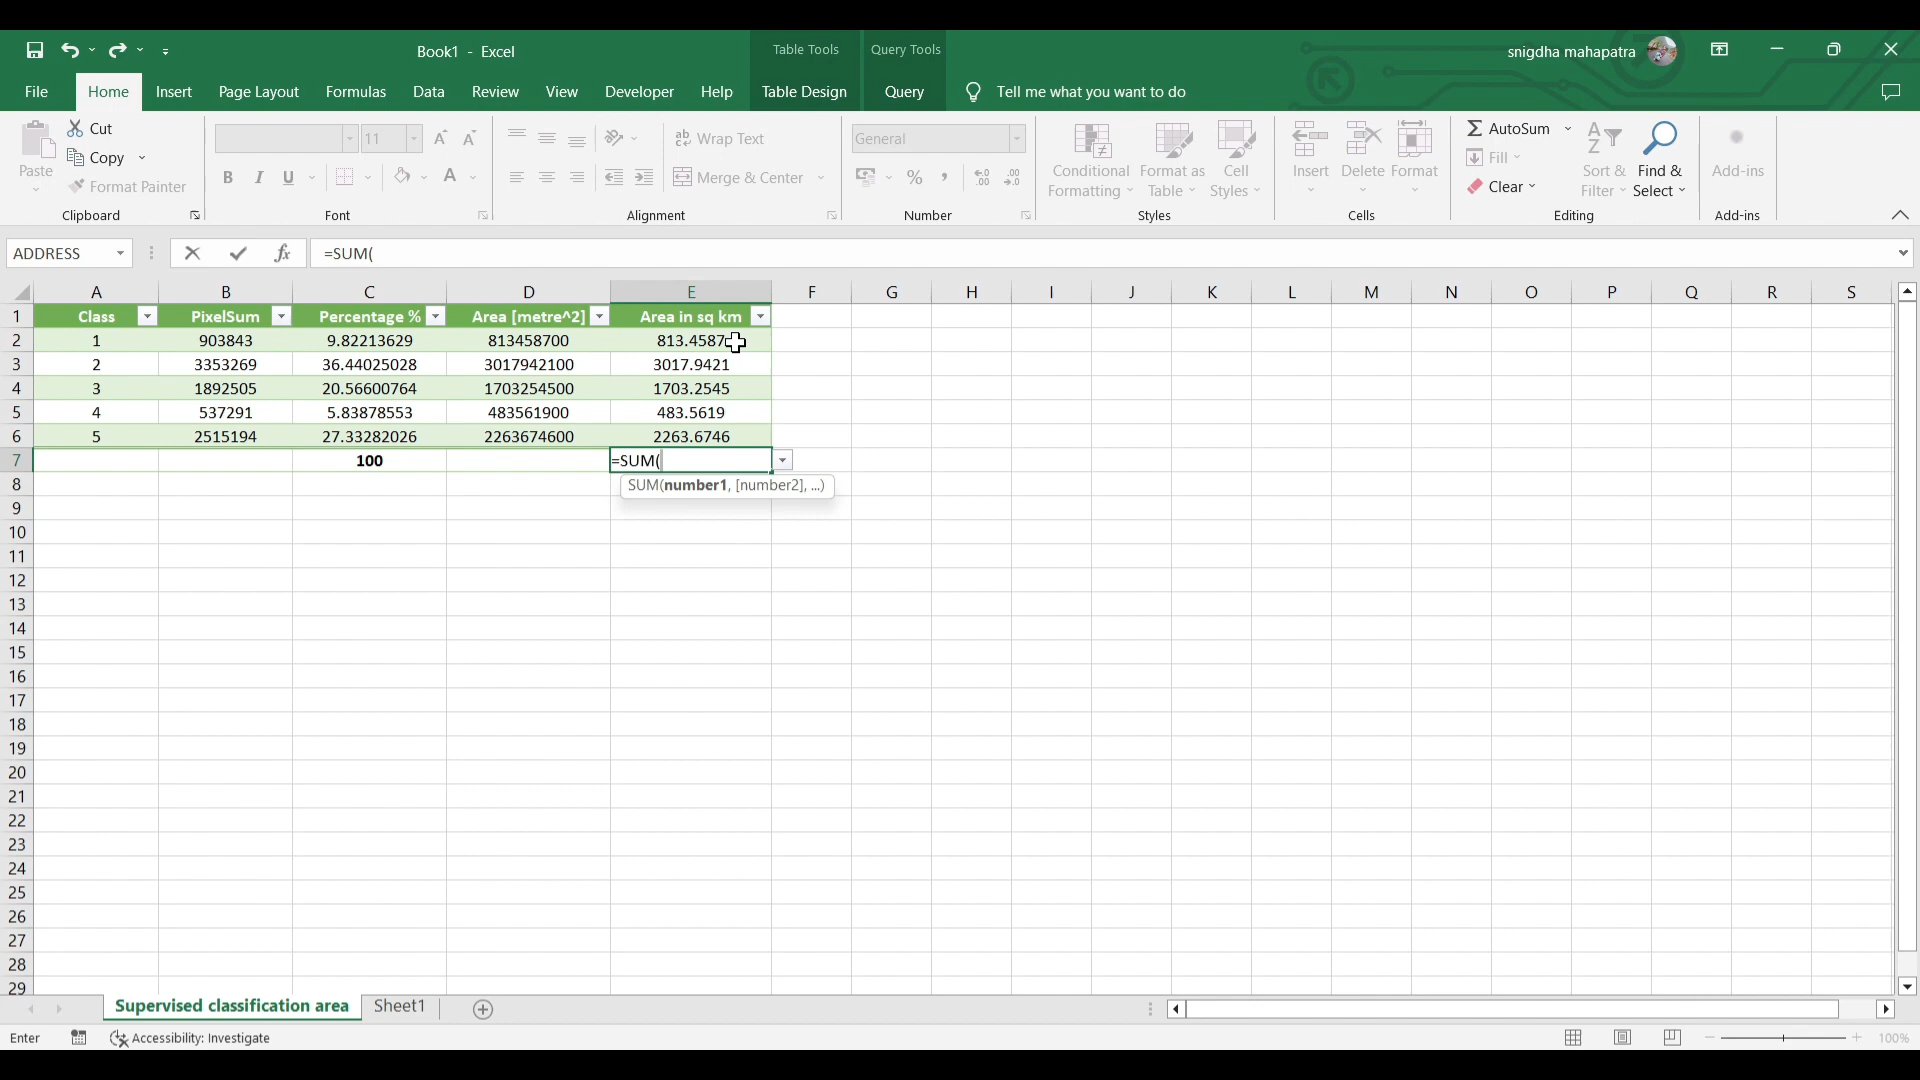 Book1 - Excel
Table Tools
Query Tools
snigdha mahapatra
File
Home
Insert
Page Layout
Formulas
Data
Review
View
Developer
Help
Table Design
Query
Tell me what you want to do
Paste
Cut
Copy
Format Painter
Clipboard
11
B I U
Font
Wrap Text
Merge & Center
Alignment
General
%
Number
Conditional Formatting
Format as Table
Cell Styles
Styles
Insert
Delete
Format
Cells
AutoSum
Fill
Clear
Sort & Filter
Find & Select
Editing
Add-ins
Add-ins
ADDRESS
fx
=SUM(
A B C D E F G H I J K L M N O P Q R S
1 Class PixelSum Percentage % Area [metre^2] Area in sq km
2 1 903843 9.82213629 813458700 813.4587
3 2 3353269 36.44025028 3017942100 3017.9421
4 3 1892505 20.56600764 1703254500 1703.2545
5 4 537291 5.83878553 483561900 483.5619
6 5 2515194 27.33282026 2263674600 2263.6746
7 100 =SUM(
8 SUM(number1, [number2], ...)
9
10
11
12
13
14
15
16
17
18
19
20
21
22
23
24
25
26
27
28
29
Supervised classification area
Sheet1
Enter
Accessibility: Investigate
100%